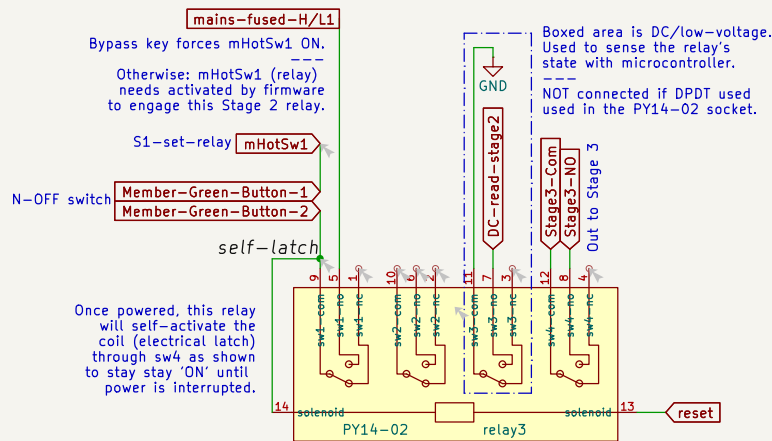 mains-fused-H/L1
Bypass key forces mHotSw1 ON.
---
Otherwise: mHotSw1 (relay)
needs activated by firmware
to engage this Stage 2 relay.
S1-set-relay
mHotSw1
N-OFF switch
Member-Green-Button-1
Member-Green-Button-2
self-latch
Boxed area is DC/low-voltage.
Used to sense the relay's
state with microcontroller.
---
NOT connected if DPDT used
used in the PY14-02 socket.
GND
DC-read-stage2
Stage3-Com
Stage3-NO
Out to Stage 3
9
5
1
10
6
2
11
7
3
12
8
4
sw1-com
sw1-no
sw1-nc
sw2-com
sw2-no
sw2-nc
sw3-com
sw3-no
sw3-nc
sw4-com
sw4-no
sw4-nc
Once powered, this relay
will self-activate the
coil (electrical latch)
through sw4 as shown
to stay stay 'ON' until
power is interrupted.
14
solenoid
solenoid
13
reset
PY14-02
relay3